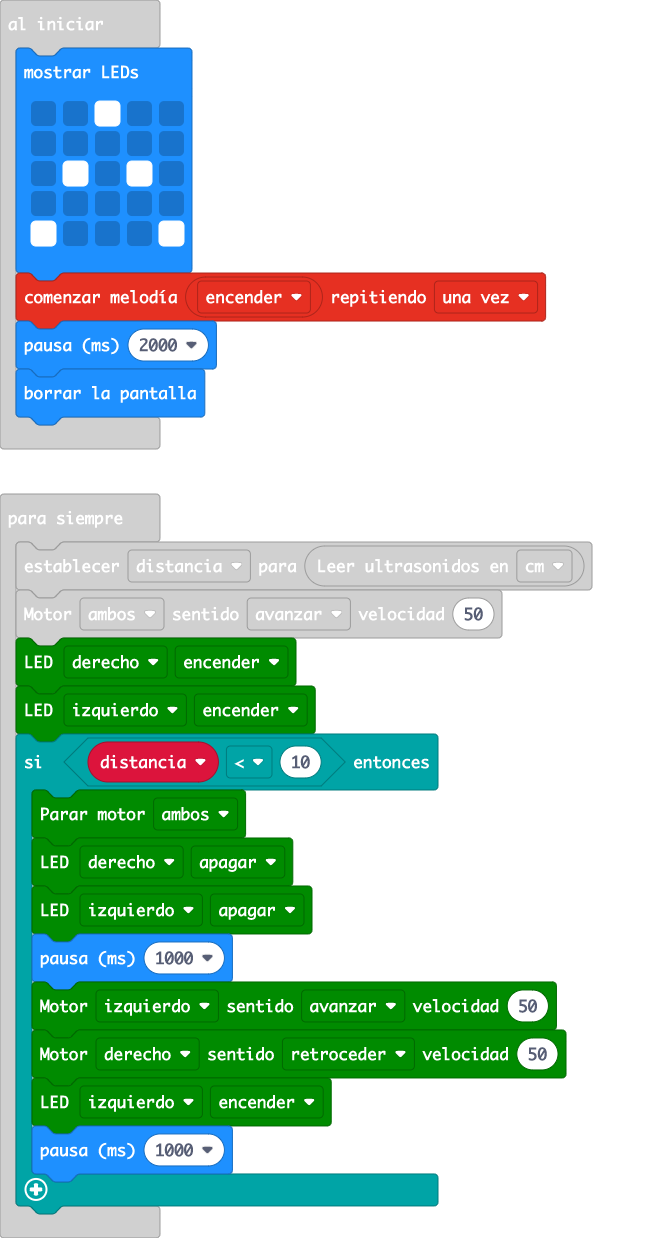 al iniciar
mostrar LEDs
comenzar melodía encender repitiendo una vez
pausa (ms) 2000
borrar la pantalla
para siempre
establecer distancia para Leer ultrasonidos en cm
Motor ambos sentido avanzar velocidad 50
LED derecho encender
LED izquierdo encender
si distancia < 10 entonces
Parar motor ambos
LED derecho apagar
LED izquierdo apagar
pausa (ms) 1000
Motor izquierdo sentido avanzar velocidad 50
Motor derecho sentido retroceder velocidad 50
LED izquierdo encender
pausa (ms) 1000